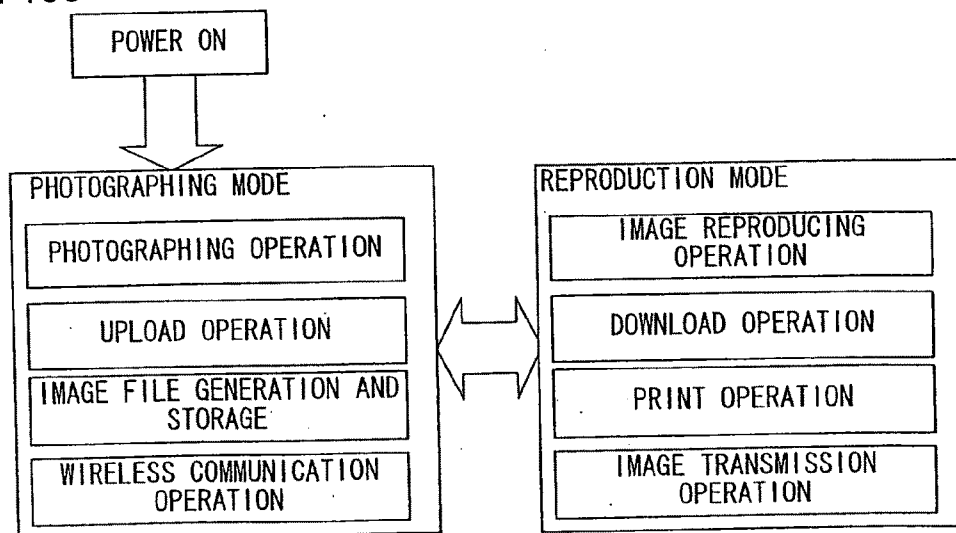 POWER ON
PHOTOGRAPHING MODE
PHOTOGRAPHING OPERATION
UPLOAD OPERATION
IMAGE FILE GENERATION AND
STORAGE
WIRELESS COMMUNICATION
OPERATION
REPRODUCTION MODE
IMAGE REPRODUCING
OPERATION
DOWNLOAD OPERATION
PRINT OPERATION
IMAGE TRANSMISSION
OPERATION